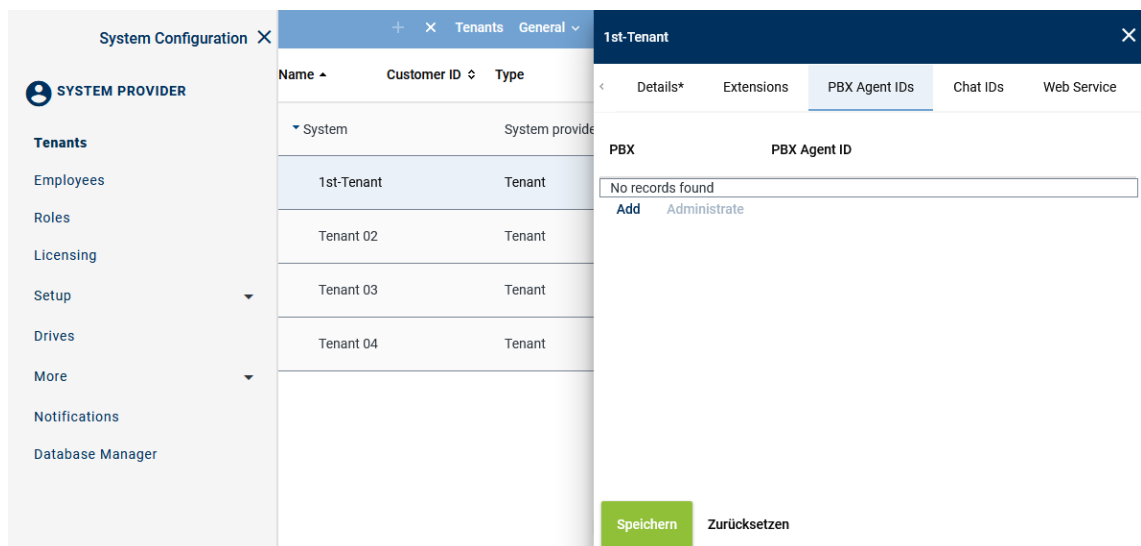 System Configuration
SYSTEM PROVIDER
Tenants
Employees
Roles
Licensing
Setup
Drives
More
Notifications
Database Manager
Tenants General
Name Customer ID Type
System System provide
1st-Tenant Tenant
Tenant 02 Tenant
Tenant 03 Tenant
Tenant 04 Tenant
1st-Tenant
Details* Extensions PBX Agent IDs Chat IDs Web Service
PBX PBX Agent ID
No records found
Add Administrate
Speichern Zurücksetzen